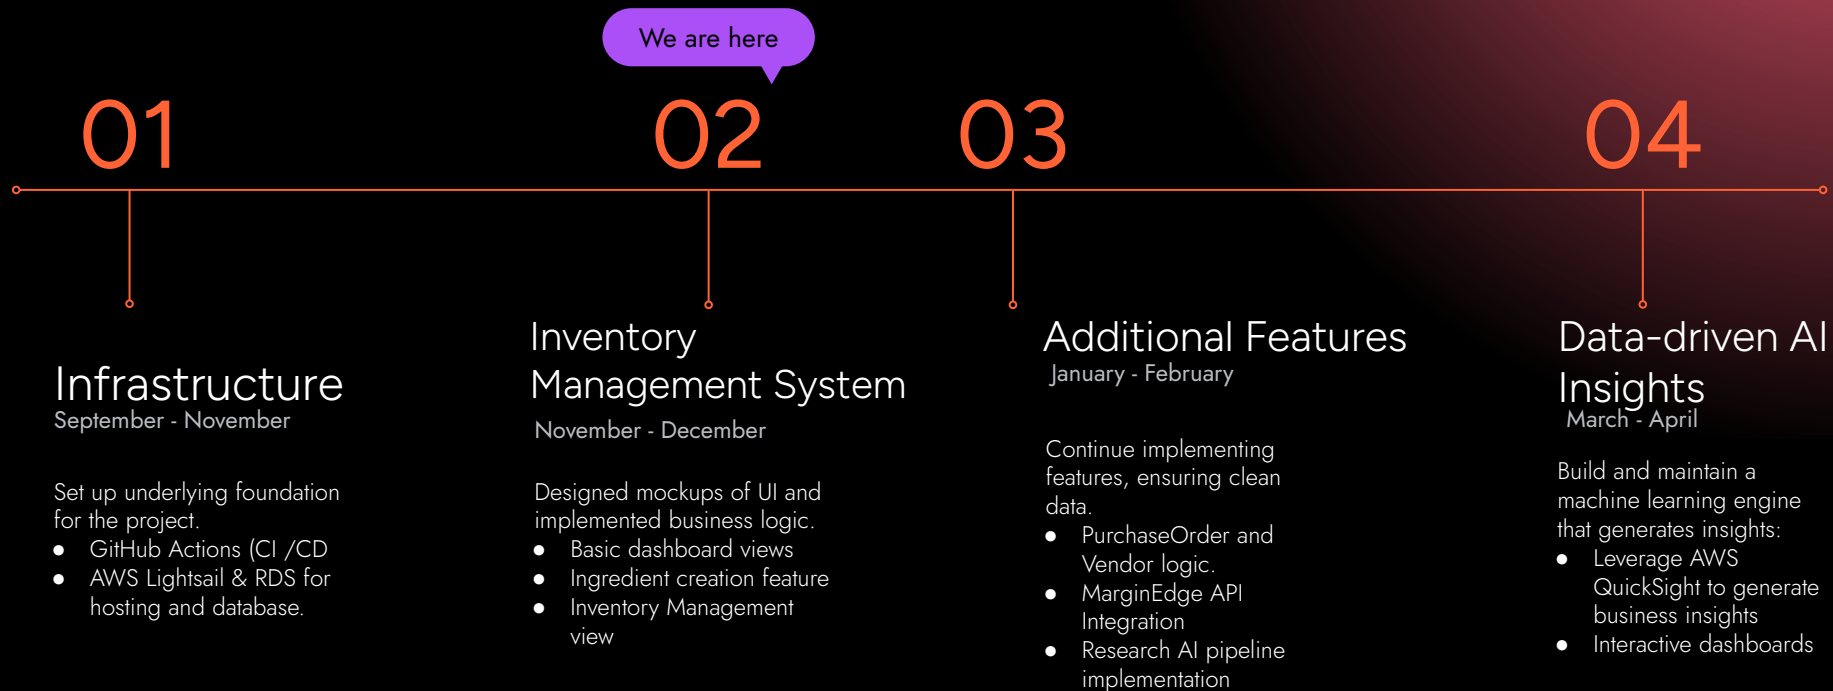 We are here
01
02
03
04
Infrastructure
September - November
Set up underlying foundation
for the project.
● GitHub Actions (CI /CD
● AWS Lightsail & RDS for
hosting and database.
Inventory
Management System
November - December
Designed mockups of UI and
implemented business logic.
● Basic dashboard views
● Ingredient creation feature
● Inventory Management
view
Additional Features
January - February
Continue implementing
features, ensuring clean
data.
● PurchaseOrder and
Vendor logic.
● MarginEdge API
Integration
● Research AI pipeline
implementation
Data-driven AI
Insights
March - April
Build and maintain a
machine learning engine
that generates insights:
● Leverage AWS
QuickSight to generate
business insights
● Interactive dashboards